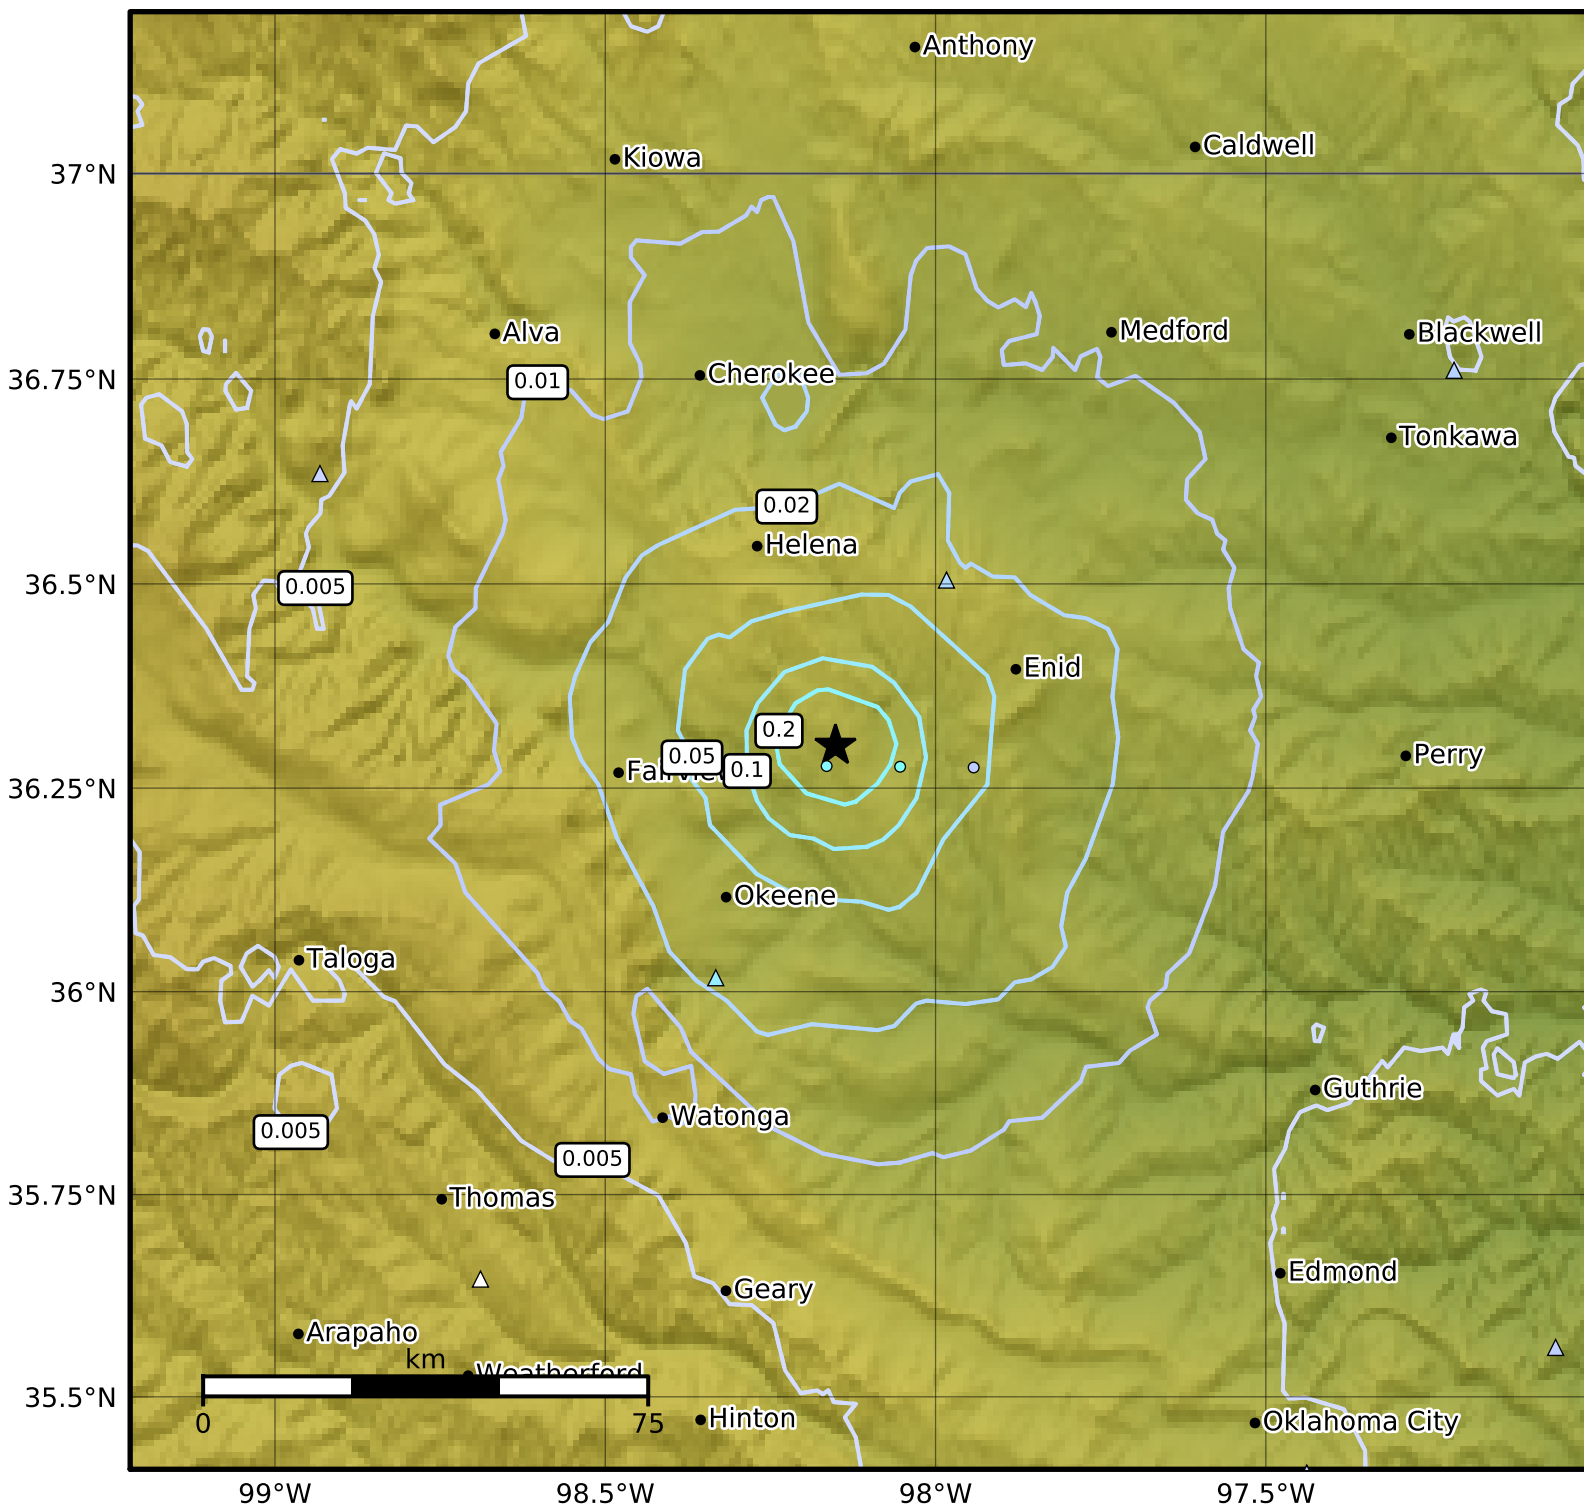 Anthony
Caldwell
Kiowa
37°N
Alva
Medford
Blackwell
Cherokee
36.75°N
0.01
Tonkawa
0.02
Helena
36.5°N
0.005
Enid
0.2
0.05
0.1
Perry
36.25°N
Okeene
Taloga
36°N
Guthrie
Watonga
0.005
0.005
35.75°N
Thomas
Edmond
Geary
Arapaho
km
Weatherford
35.5°N
0
75
Hinton
Oklahoma City
99°W
98.5°W
98°W
97.5°W